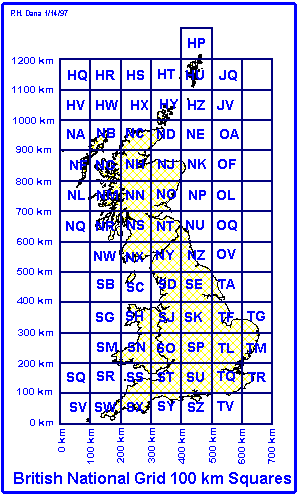 P.H. Dana 1/14/97
HP
1200 km
HQ HR HS HT HU JQ
1100 km
HV HW HX HY HZ JV
1000 km
NA NB NC ND NE OA
900 km
NF NG NH NJ NK OF
800 km
NL NM NN NO NP OL
700 km
NQ NR NS NT NU OQ
600 km
NW NX NY NZ OV
500 km
SB SC SD SE TA
400 km
SG SH SJ SK TF TG
300 km
SM SN SO SP TL TM
200 km
SQ SR SS ST SU TQ TR
100 km
SV SW SX SY SZ TV
0 km
0 km 100 km 200 km 300 km 400 km 500 km 600 km 700 km
British National Grid 100 km Squares